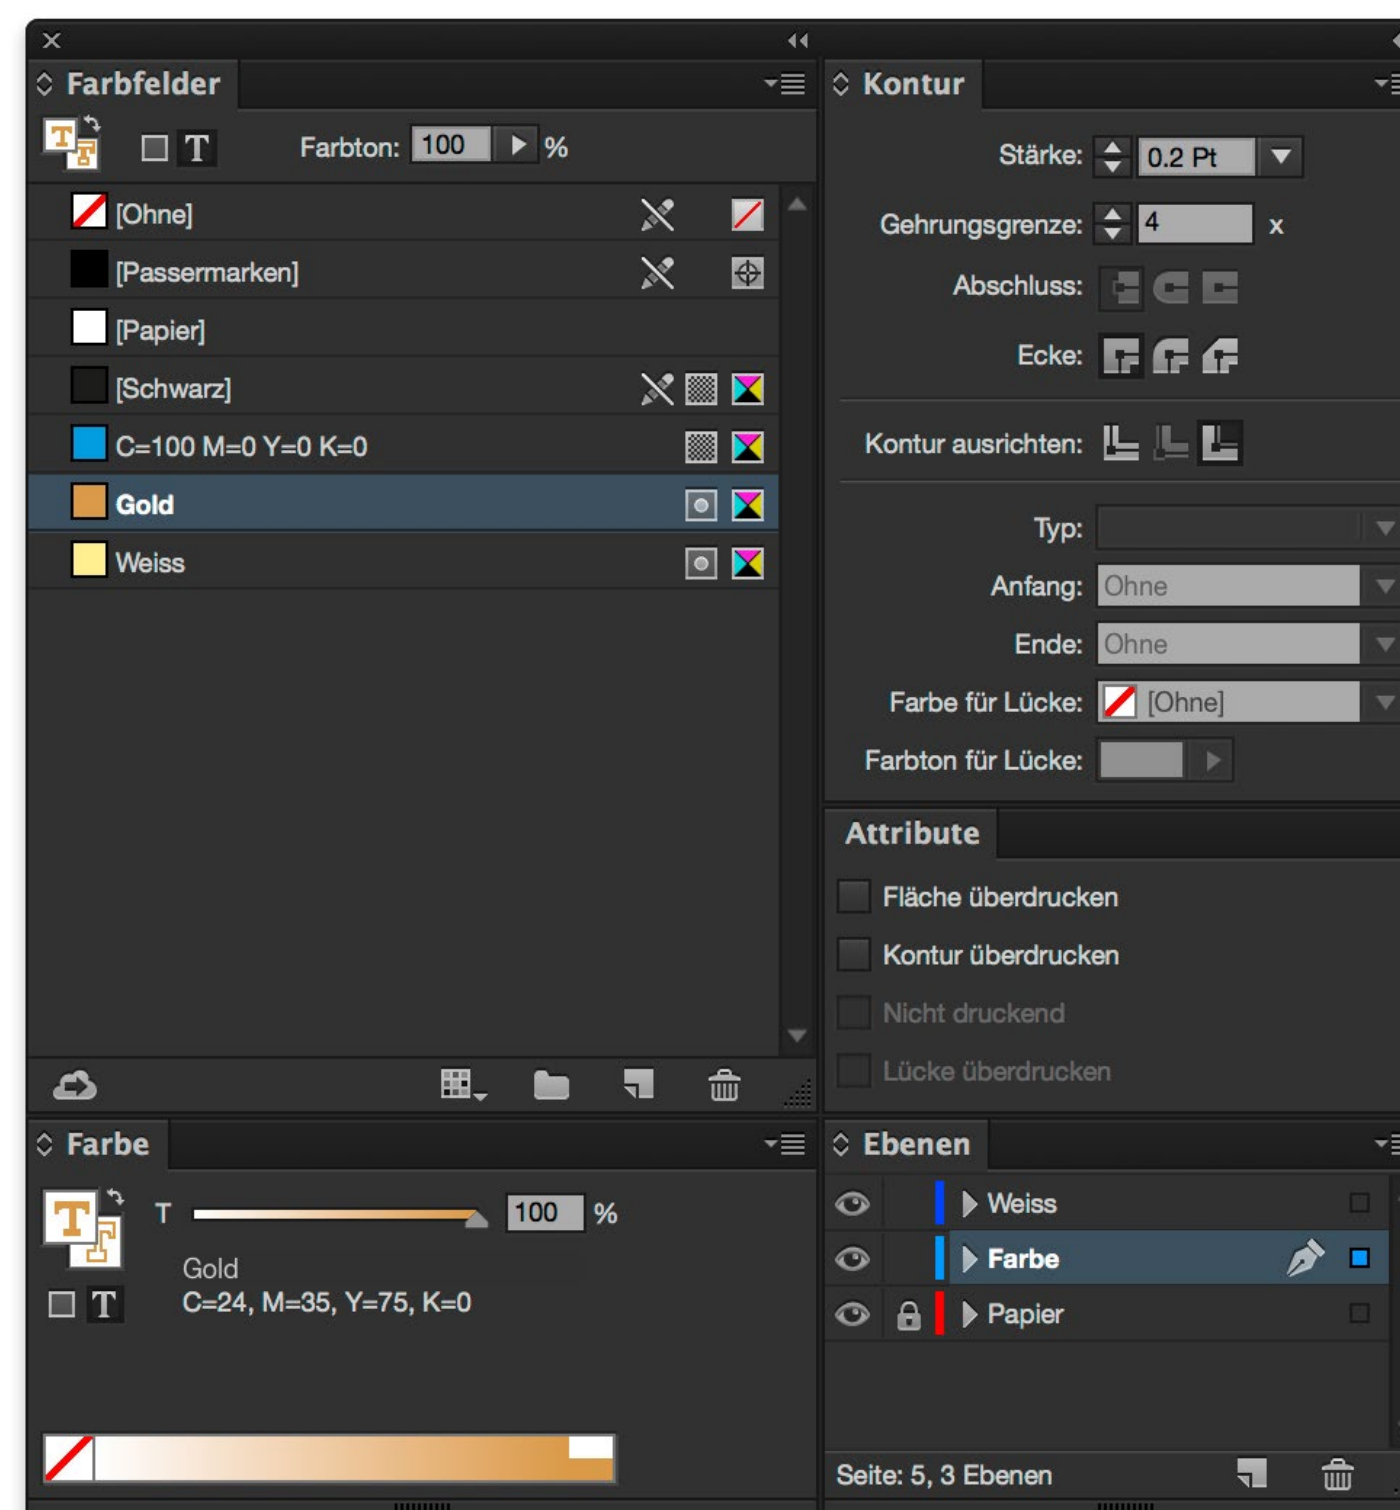 Farbfelder
T T Farbton: 100 %
[Ohne]
[Passermarken]
[Papier]
[Schwarz]
C=100 M=0 Y=0 K=0
Gold
Weiss
Farbe
T T 100 %
Gold
T C=24, M=35, Y=75, K=0
Kontur
Stärke: 0.2 Pt
Gehrungsgrenze: 4 x
Abschluss:
Ecke:
Kontur ausrichten:
Typ:
Anfang: Ohne
Ende: Ohne
Farbe für Lücke: [Ohne]
Farbton für Lücke:
Attribute
Fläche überdrucken
Kontur überdrucken
Nicht druckend
Lücke überdrucken
Ebenen
Weiss
Farbe
Papier
Seite: 5, 3 Ebenen